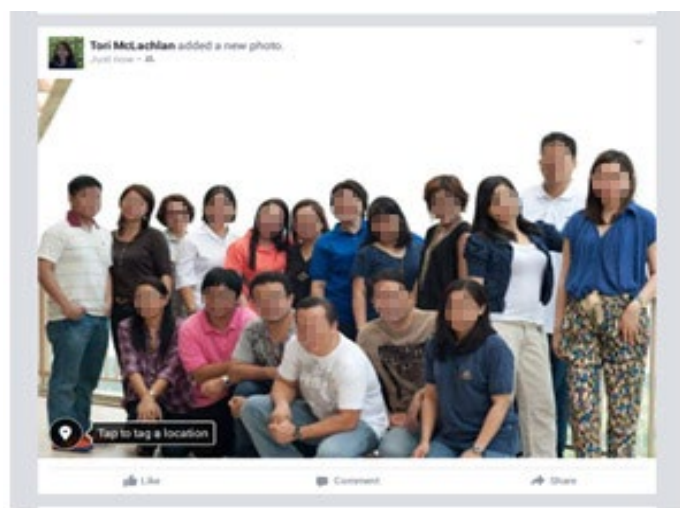 Tori McLachlan added a new photo.
Just now
Tap to tag a location
Like
Comment
Share